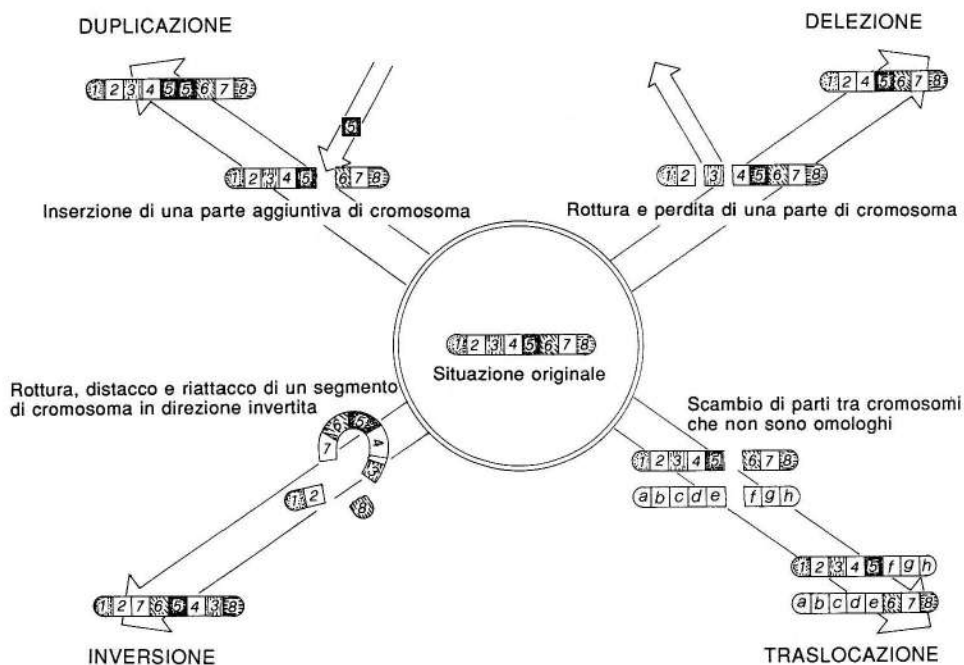 DUPLICAZIONE
DELEZIONE
1 2 3 4 5 5 6 7 8
1 2 4 5 6 7 8
5
1 2 3 4 5 6 7 8
1 2 3 4 5 6 7 8
Inserzione di una parte aggiuntiva di cromosoma
Rottura e perdita di una parte di cromosoma
1 2 3 4 5 6 7 8
Situazione originale
Rottura, distacco e riattacco di un segmento
di cromosoma in direzione invertita
7 6 5 4 3
1 2
8
Scambio di parti tra cromosomi
che non sono omologhi
1 2 3 4 5 6 7 8
a b c d e f g h
1 2 7 6 5 4 3 8
1 2 3 4 5 f g h
a b c d e 6 7 8
INVERSIONE
TRASLOCAZIONE